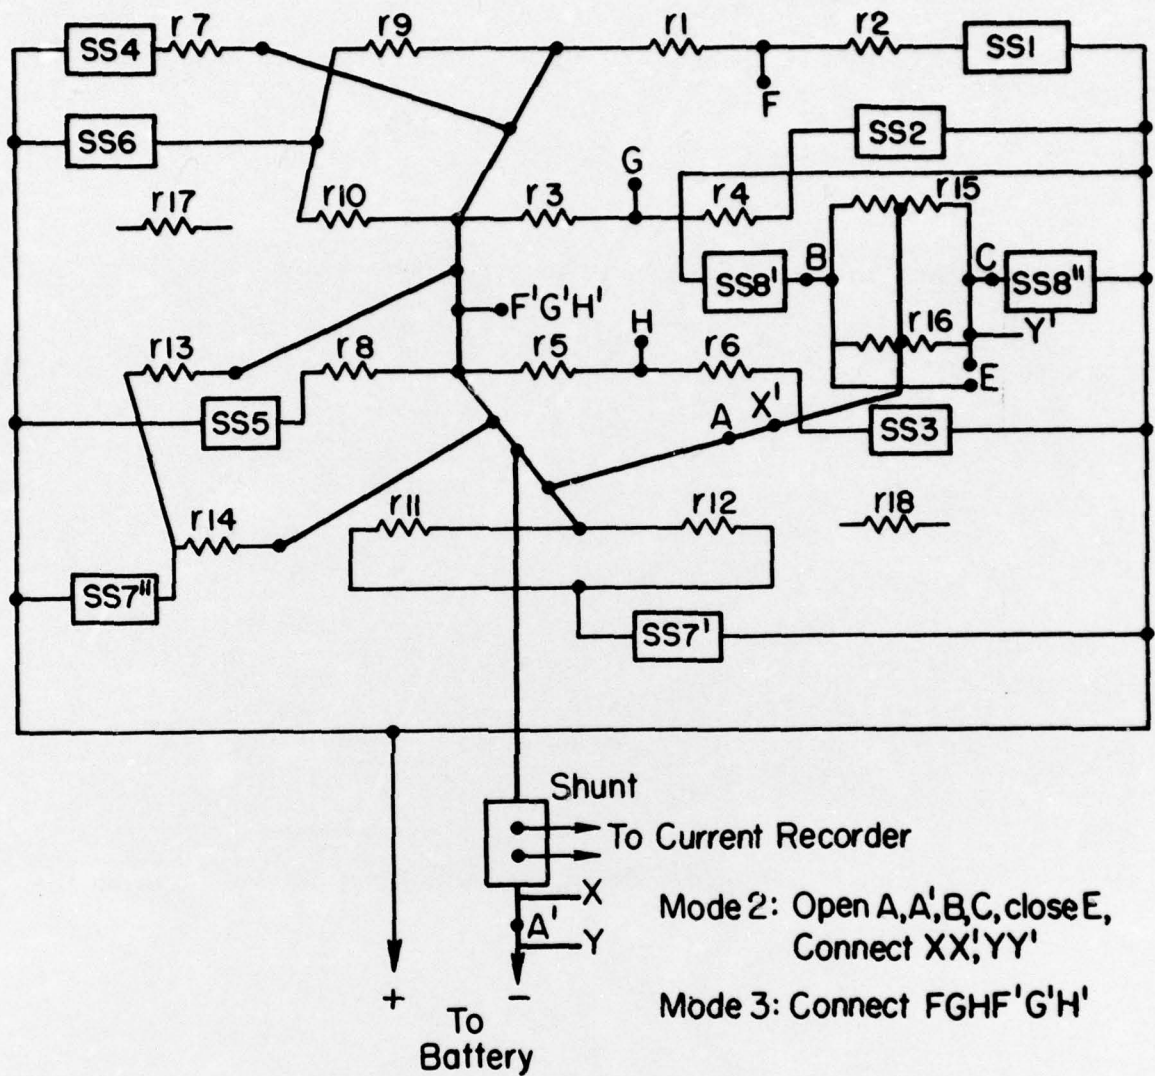 SS4 r7 r9 r1 r2 SS1
F
SS6 SS2
G
r17 r10 r3 r4 r15
SS8' B C SS8"
F'G'H' H r16 Y'
r13 r8 r5 r6 E
SS5 A X' SS3
r14 r11 r12 r18
SS7"
SS7'
Shunt
To Current Recorder
X
A'
Y
Mode 2: Open A,A',B,C, close E,
Connect XX',YY'
+ −
Mode 3: Connect FGHF'G'H'
To
Battery